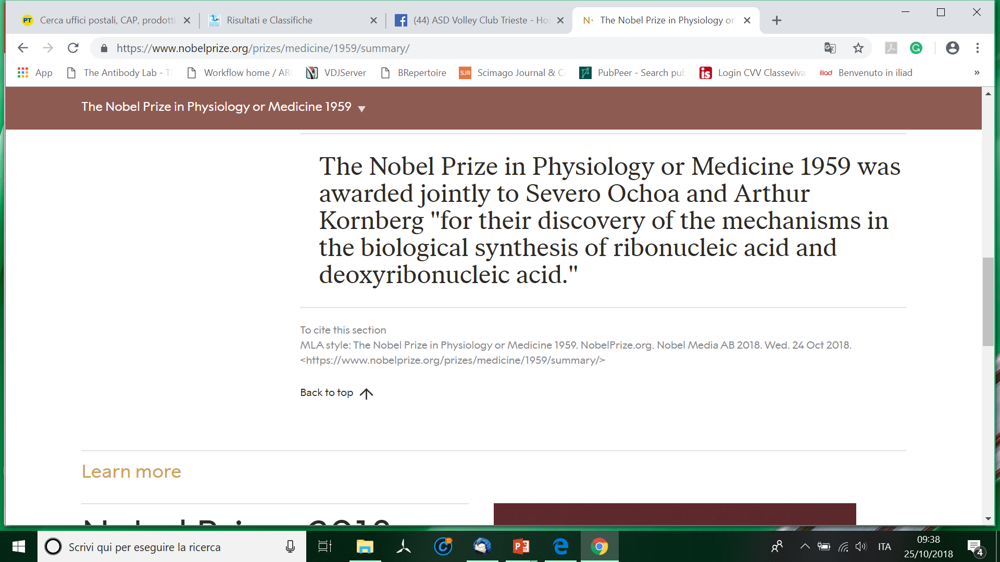 PT Cerca uffici postali, CAP, prodotti
Risultati e Classifiche
(44) ASD Volley Club Trieste - Ho
N· The Nobel Prize in Physiology or
https://www.nobelprize.org/prizes/medicine/1959/summary/
App
The Antibody Lab - T
Workflow home / AR
VDJServer
BRepertoire
SJR Scimago Journal & C
PubPeer - Search pub
is Login CVV Classeviva
iliad Benvenuto in iliad
»
The Nobel Prize in Physiology or Medicine 1959
The Nobel Prize in Physiology or Medicine 1959 was
awarded jointly to Severo Ochoa and Arthur
Kornberg "for their discovery of the mechanisms in
the biological synthesis of ribonucleic acid and
deoxyribonucleic acid."
To cite this section
MLA style: The Nobel Prize in Physiology or Medicine 1959. NobelPrize.org. Nobel Media AB 2018. Wed. 24 Oct 2018.
<https://www.nobelprize.org/prizes/medicine/1959/summary/>
Back to top
Learn more
Scrivi qui per eseguire la ricerca
ITA
09:38
25/10/2018
4